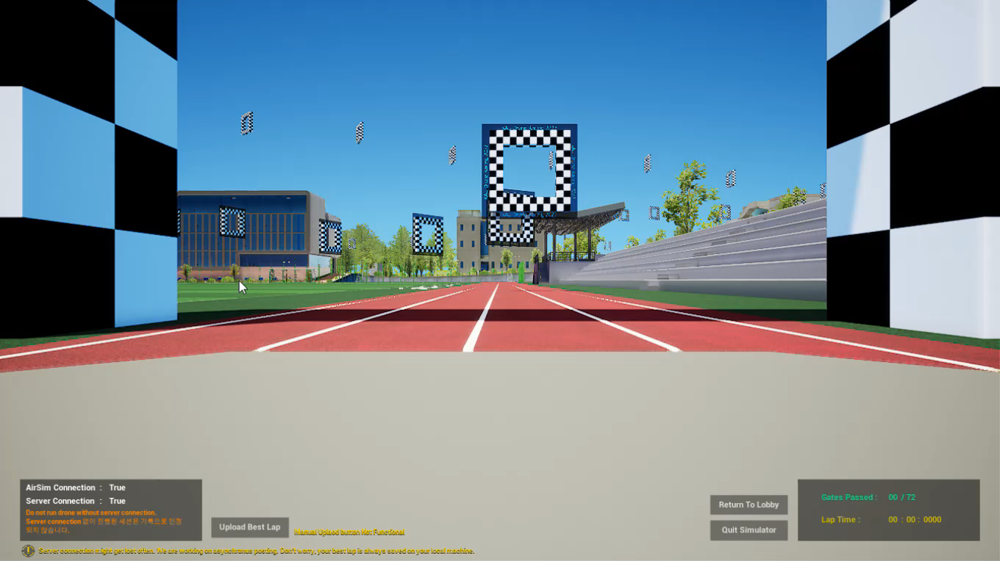 AirSim Connection : True
Server Connection : True
Do not run drone without server connection.
Server connection 없이 진행된 세션은 기록으로 인정
되지 않습니다.
Upload Best Lap
Manual Upload button Not Functional
Server connection might get lost often. We are working on asynchronus posting. Don't worry, your best lap is always saved on your local machine.
Return To Lobby
Quit Simulator
Gates Passed : 00 / 72
Lap Time : 00 : 00 : 0000